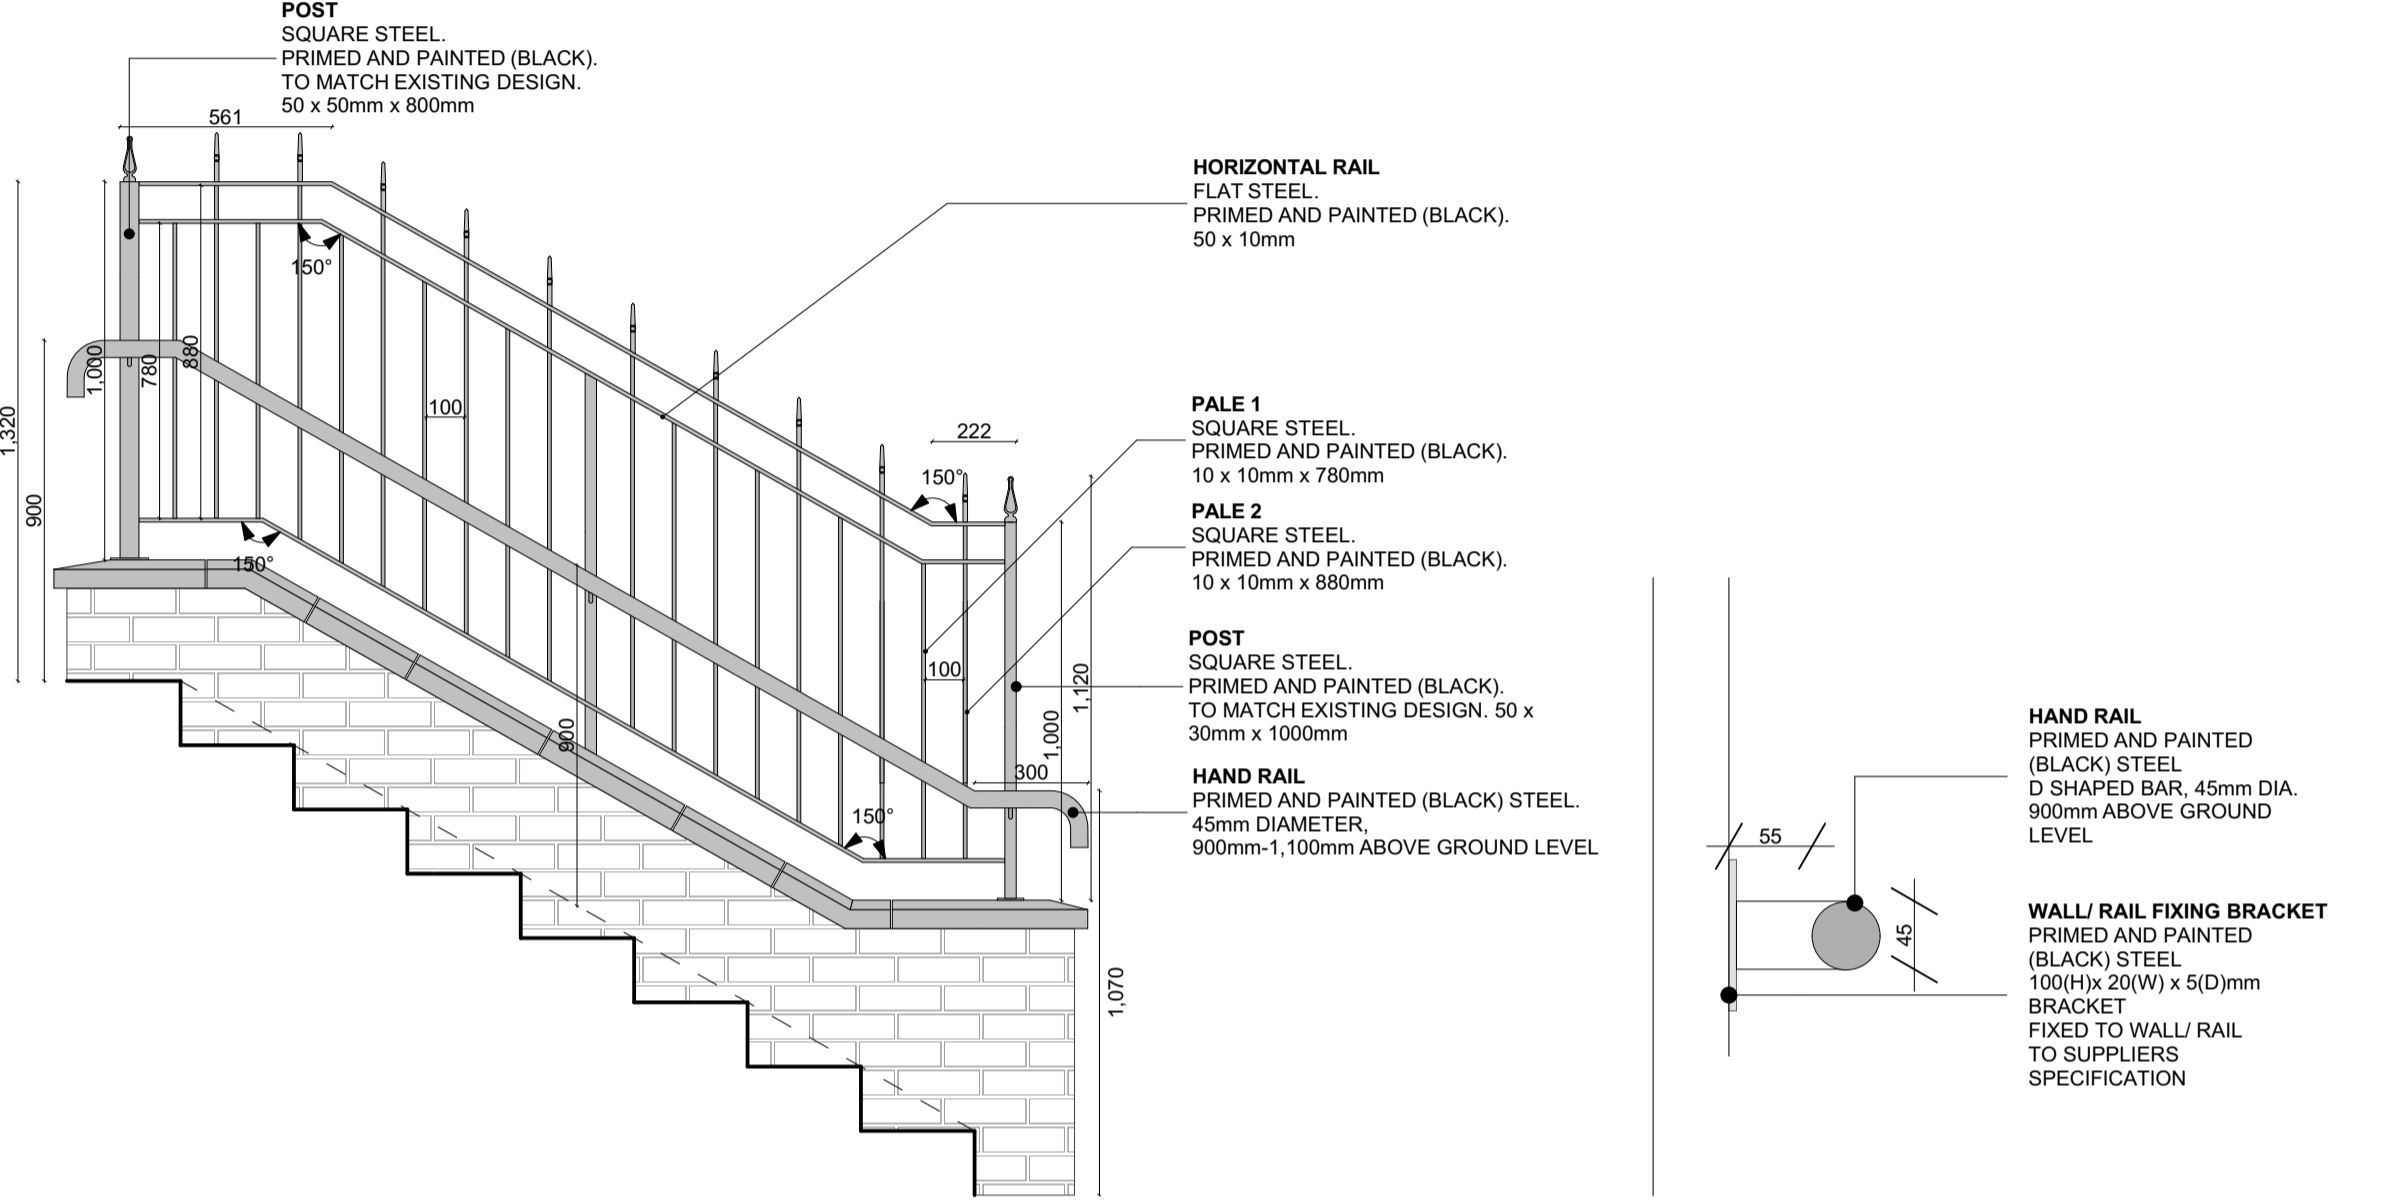 POST
SQUARE STEEL.
PRIMED AND PAINTED (BLACK).
TO MATCH EXISTING DESIGN.
50 x 50mm x 800mm
561
HORIZONTAL RAIL
FLAT STEEL.
PRIMED AND PAINTED (BLACK).
50 x 10mm
150°
1,320
900
1,000
780
880
100
222
150°
150°
900
100
150°
1,000
1,120
300
1,070
PALE 1
SQUARE STEEL.
PRIMED AND PAINTED (BLACK).
10 x 10mm x 780mm
PALE 2
SQUARE STEEL.
PRIMED AND PAINTED (BLACK).
10 x 10mm x 880mm
POST
SQUARE STEEL.
PRIMED AND PAINTED (BLACK).
TO MATCH EXISTING DESIGN. 50 x
30mm x 1000mm
HAND RAIL
PRIMED AND PAINTED (BLACK) STEEL.
45mm DIAMETER,
900mm-1,100mm ABOVE GROUND LEVEL
55
45
HAND RAIL
PRIMED AND PAINTED
(BLACK) STEEL
D SHAPED BAR, 45mm DIA.
900mm ABOVE GROUND
LEVEL
WALL/ RAIL FIXING BRACKET
PRIMED AND PAINTED
(BLACK) STEEL
100(H)x 20(W) x 5(D)mm
BRACKET
FIXED TO WALL/ RAIL
TO SUPPLIERS
SPECIFICATION